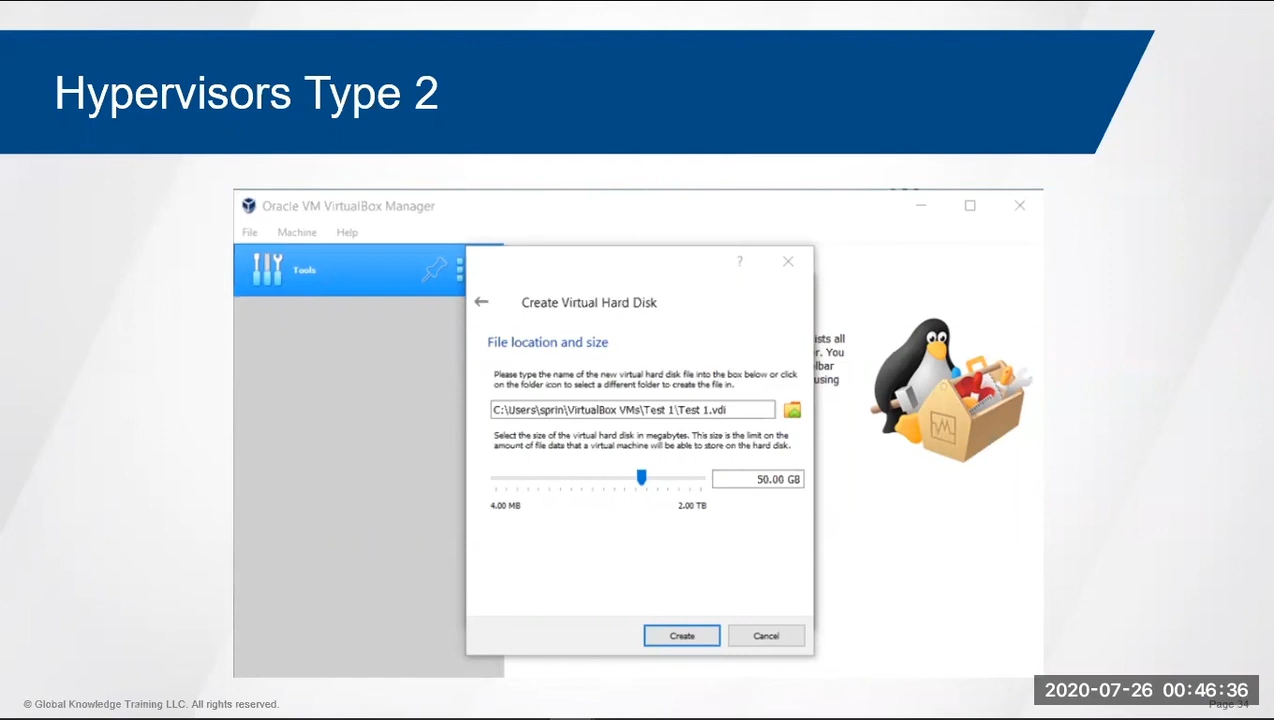 Hypervisors Type 2
Oracle VM VirtualBox Manager
File Machine Help
Tools
?
Create Virtual Hard Disk
File location and size
ists all
r. You
lbar
using
Please type the name of the new virtual hard disk file into the box below or click
on the folder icon to select a different folder to create the file in.
C:\Users\sprin\VirtualBox VMs\Test 1\Test 1.vdi
Select the size of the virtual hard disk in megabytes. This size is the limit on the
amount of file data that a virtual machine will be able to store on the hard disk.
50.00 GB
4.00 MB 2.00 TB
Create Cancel
© Global Knowledge Training LLC. All rights reserved.
2020-07-26 00:46:36
Page 34